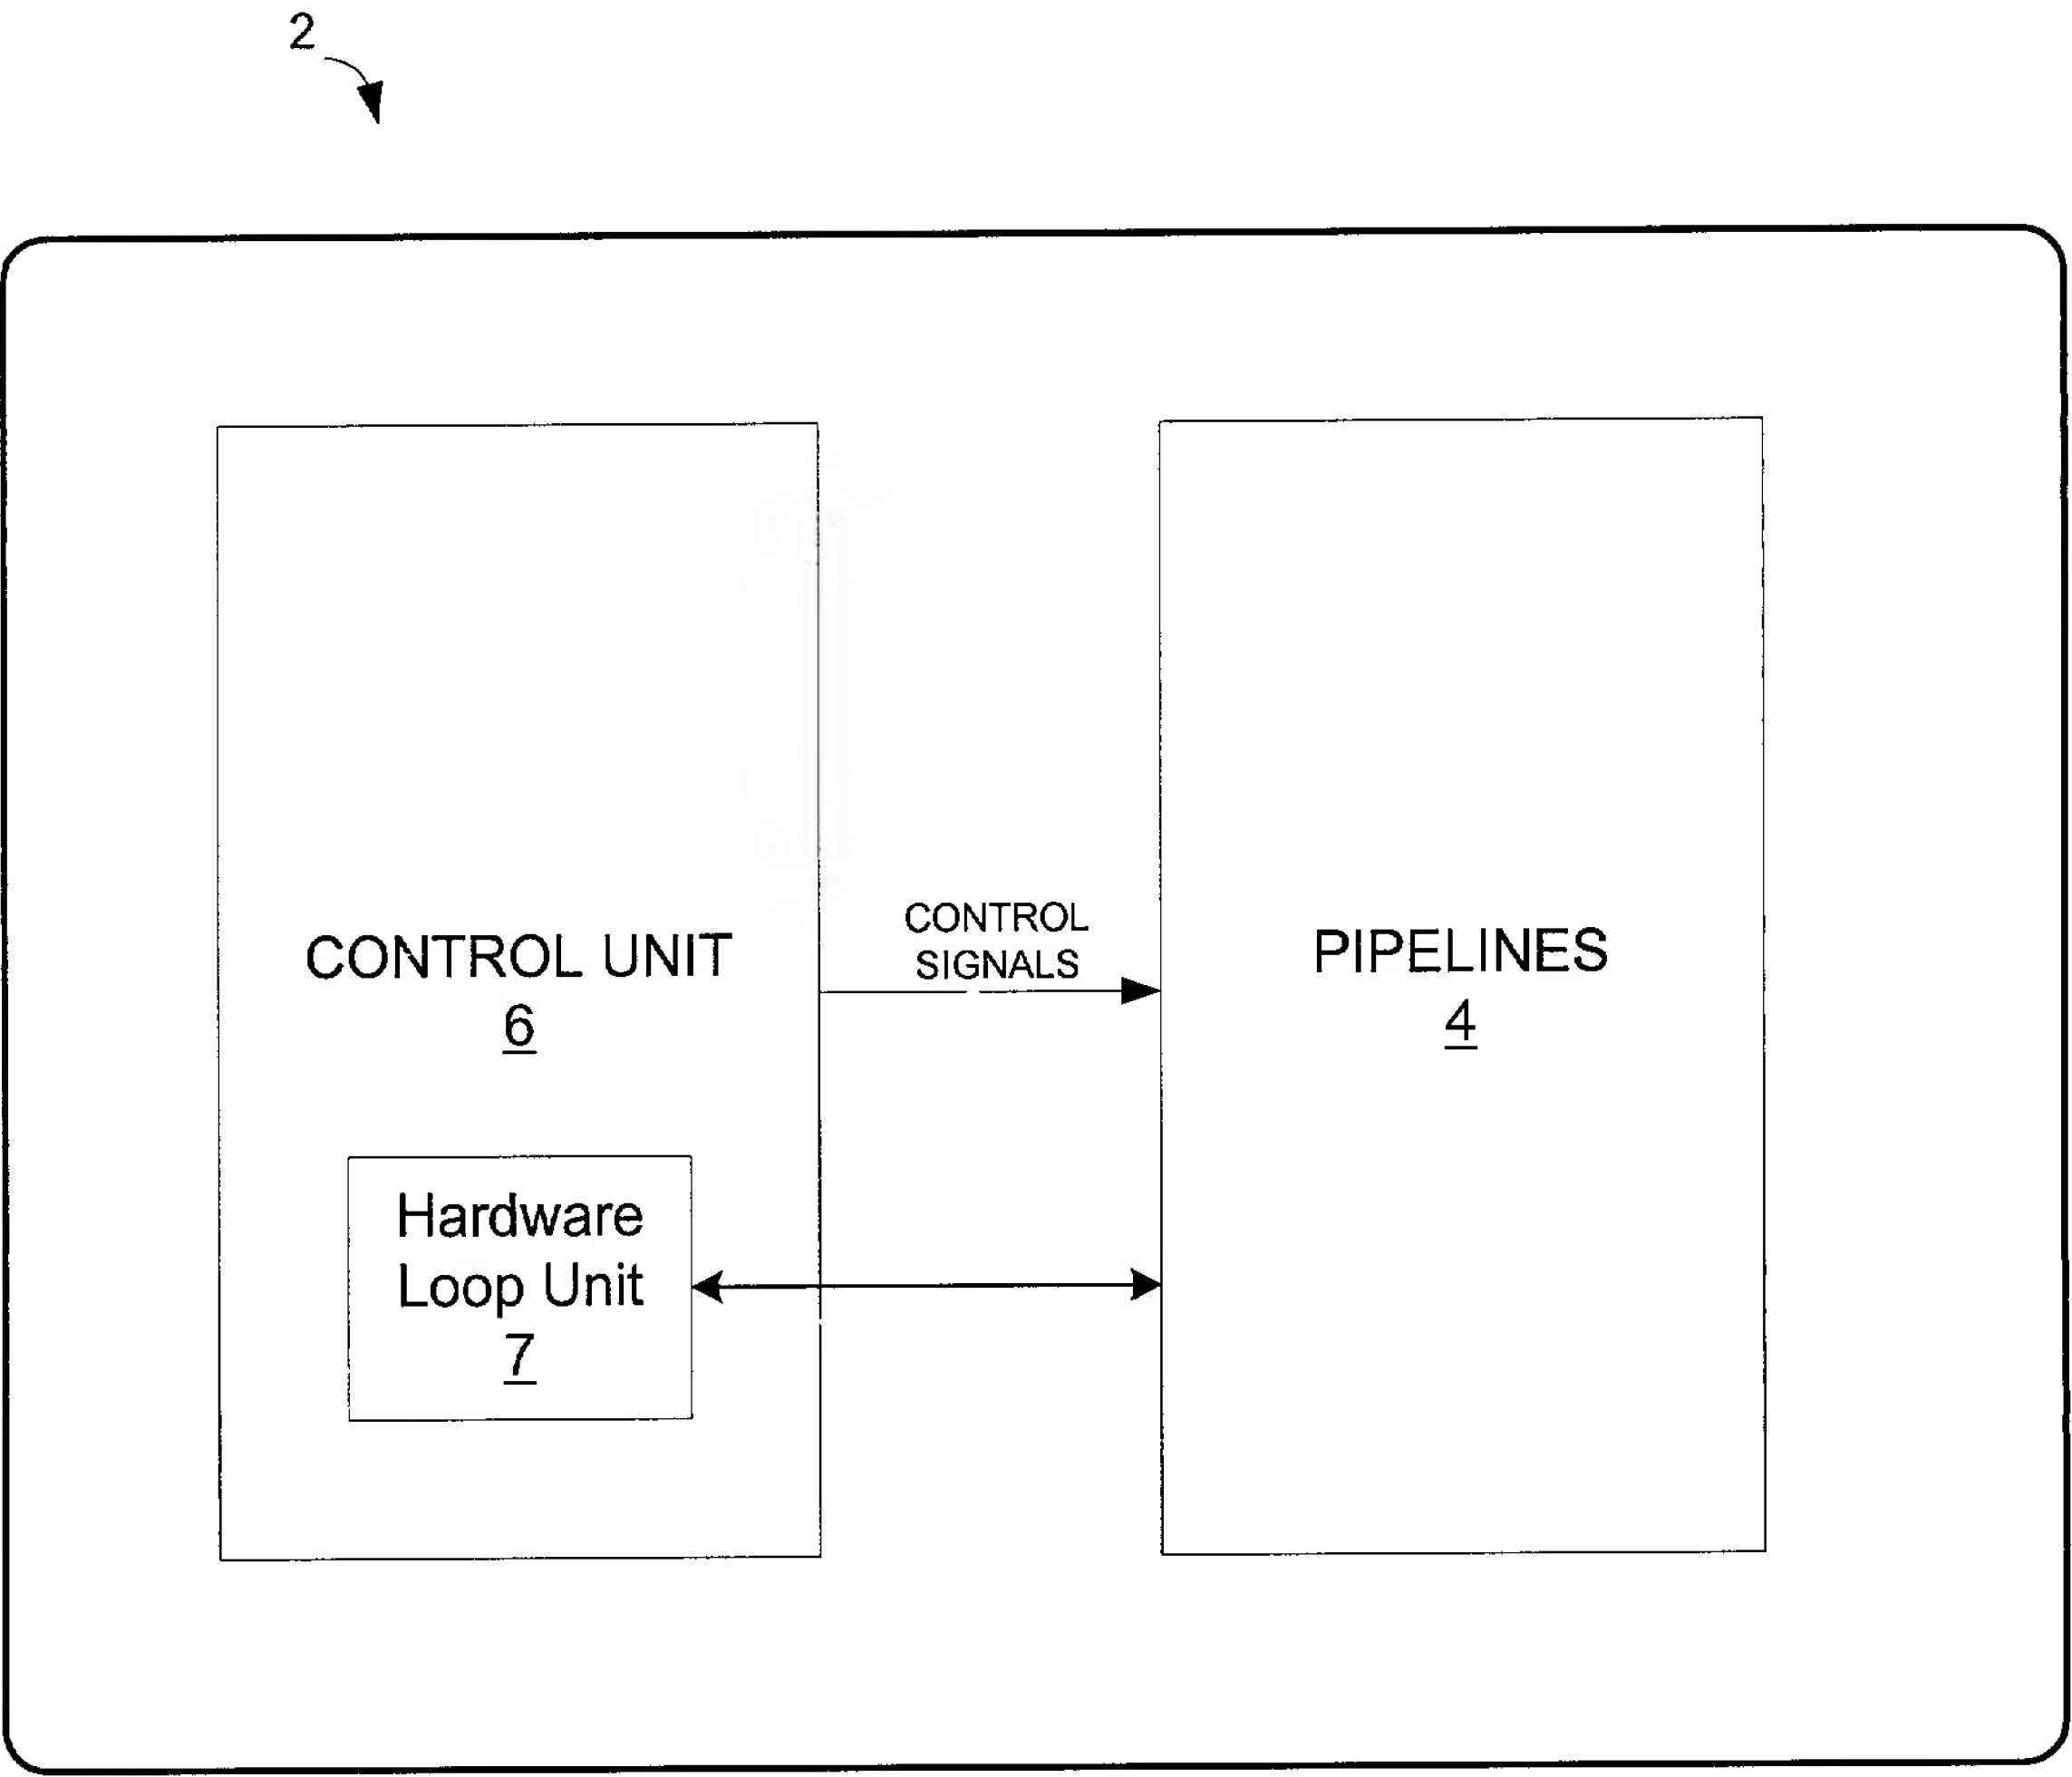 2
CONTROL UNIT
6
CONTROL
SIGNALS
PIPELINES
4
Hardware
Loop Unit
7